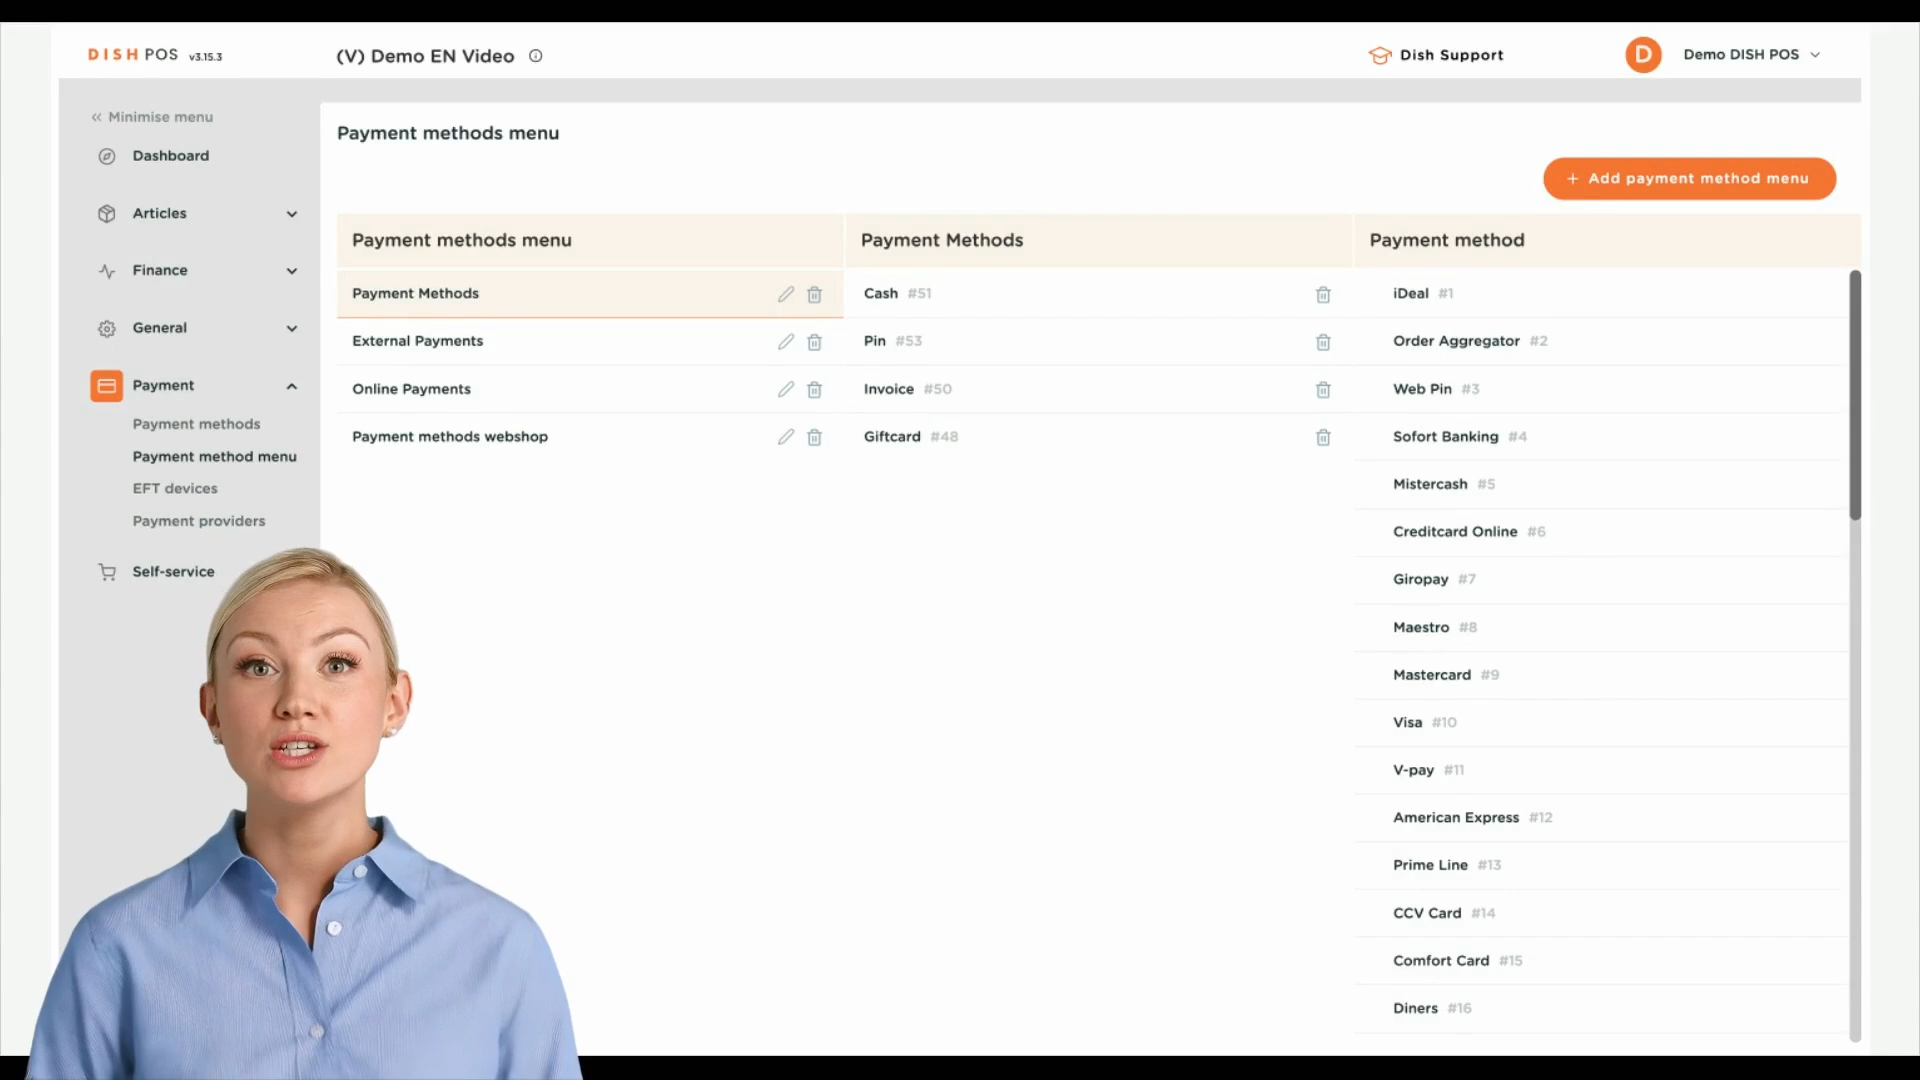 DISH POS v3.15.3
(V) Demo EN Video
Dish Support
D
Demo DISH POS
Minimise menu
Dashboard
Articles
Finance
General
Payment
Payment methods
Payment method menu
EFT devices
Payment providers
Self-service
Payment methods menu
+ Add payment method menu
Payment methods menu
Payment Methods
External Payments
Online Payments
Payment methods webshop
Payment Methods
Cash #51
Pin #53
Invoice #50
Giftcard #48
Payment method
iDeal #1
Order Aggregator #2
Web Pin #3
Sofort Banking #4
Mistercash #5
Creditcard Online #6
Giropay #7
Maestro #8
Mastercard #9
Visa #10
V-pay #11
American Express #12
Prime Line #13
CCV Card #14
Comfort Card #15
Diners #16